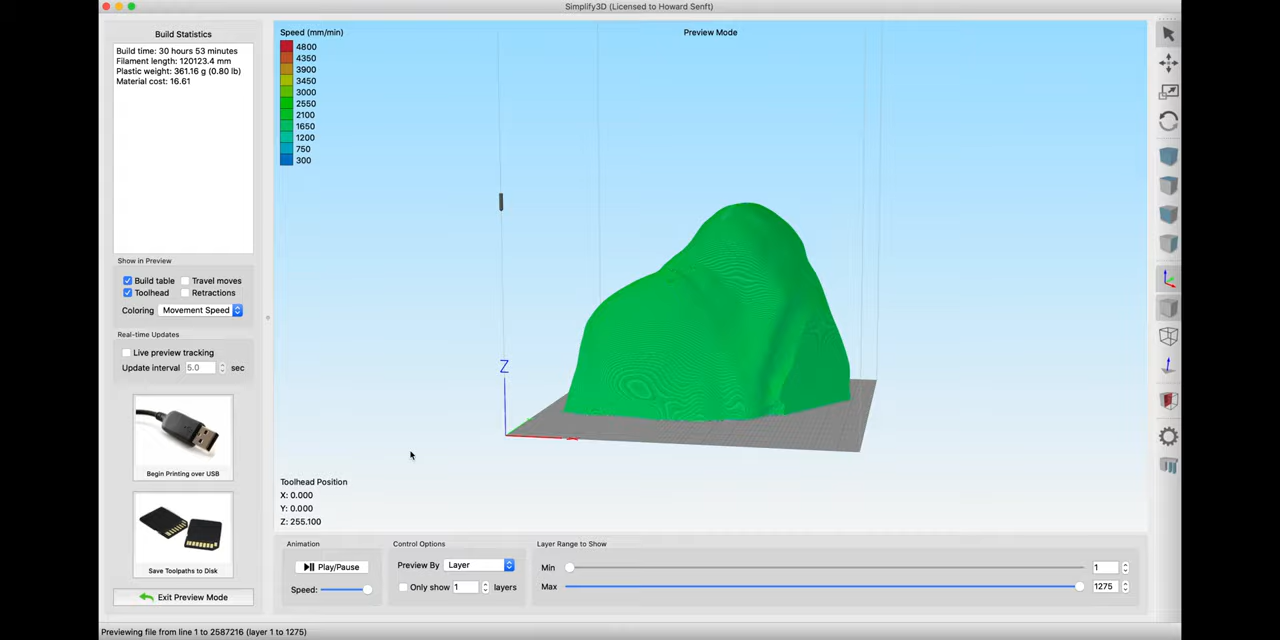 Simplify3D (Licensed to Howard Senft)
Build Statistics
Build time: 30 hours 53 minutes
Filament length: 120123.4 mm
Plastic weight: 361.16 g (0.80 lb)
Material cost: 16.61
Show in Preview
Build table
Travel moves
Toolhead
Retractions
Coloring
Movement Speed
Real-time Updates
Live preview tracking
Update interval
5.0
sec
Begin Printing over USB
Save Toolpaths to Disk
Exit Preview Mode
Speed (mm/min)
4800
4350
3900
3450
3000
2550
2100
1650
1200
750
300
Preview Mode
Z
Toolhead Position
X: 0.000
Y: 0.000
Z: 255.100
Animation
Play/Pause
Speed:
Control Options
Preview By
Layer
Only show
1
layers
Layer Range to Show
Min
1
Max
1275
Previewing file from line 1 to 2587216 (layer 1 to 1275)